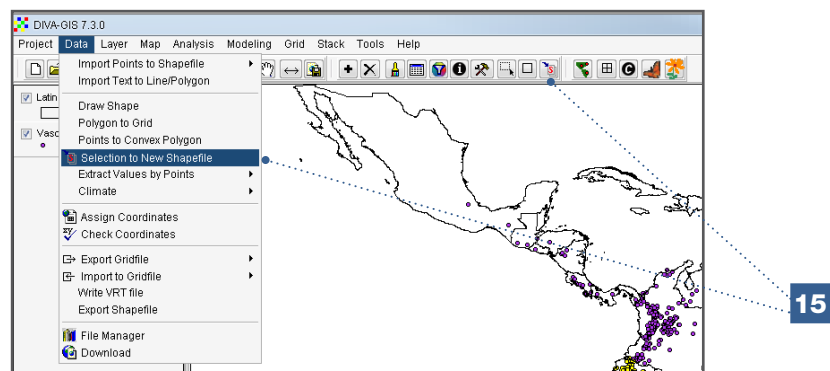 DIVA-GIS 7.3.0
Project Data Layer Map Analysis Modeling Grid Stack Tools Help
Import Points to Shapefile
Import Text to Line/Polygon
Latin
Draw Shape
Polygon to Grid
Vasc
Points to Convex Polygon
Selection to New Shapefile
Extract Values by Points
Climate
Assign Coordinates
Check Coordinates
Export Gridfile
Import to Gridfile
Write VRT file
Export Shapefile
File Manager
Download
15